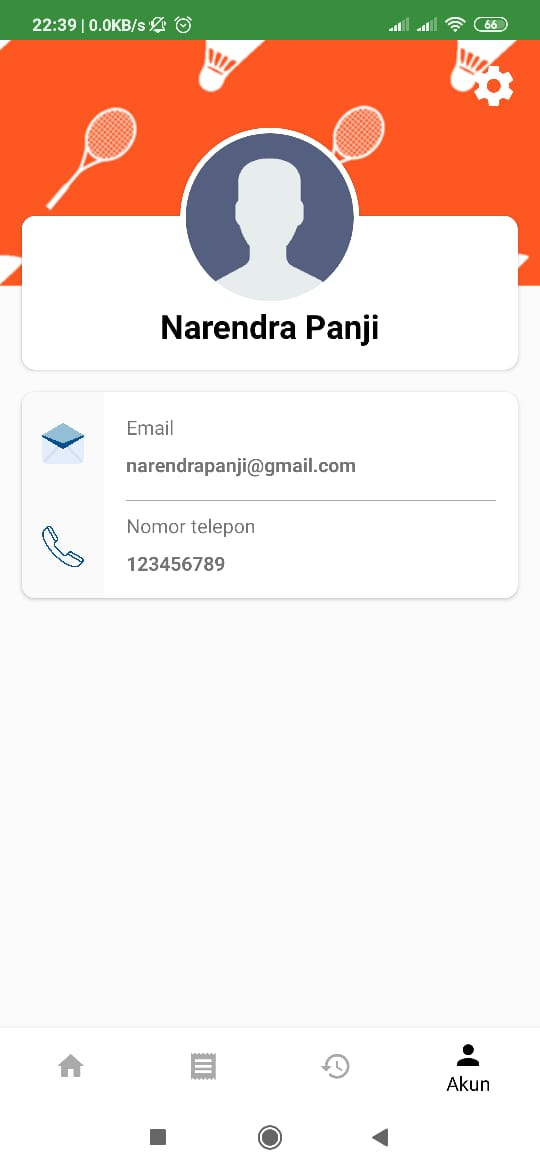 22:39 | 0.0KB/s
66
Narendra Panji
Email
narendrapanji@gmail.com
Nomor telepon
123456789
Akun